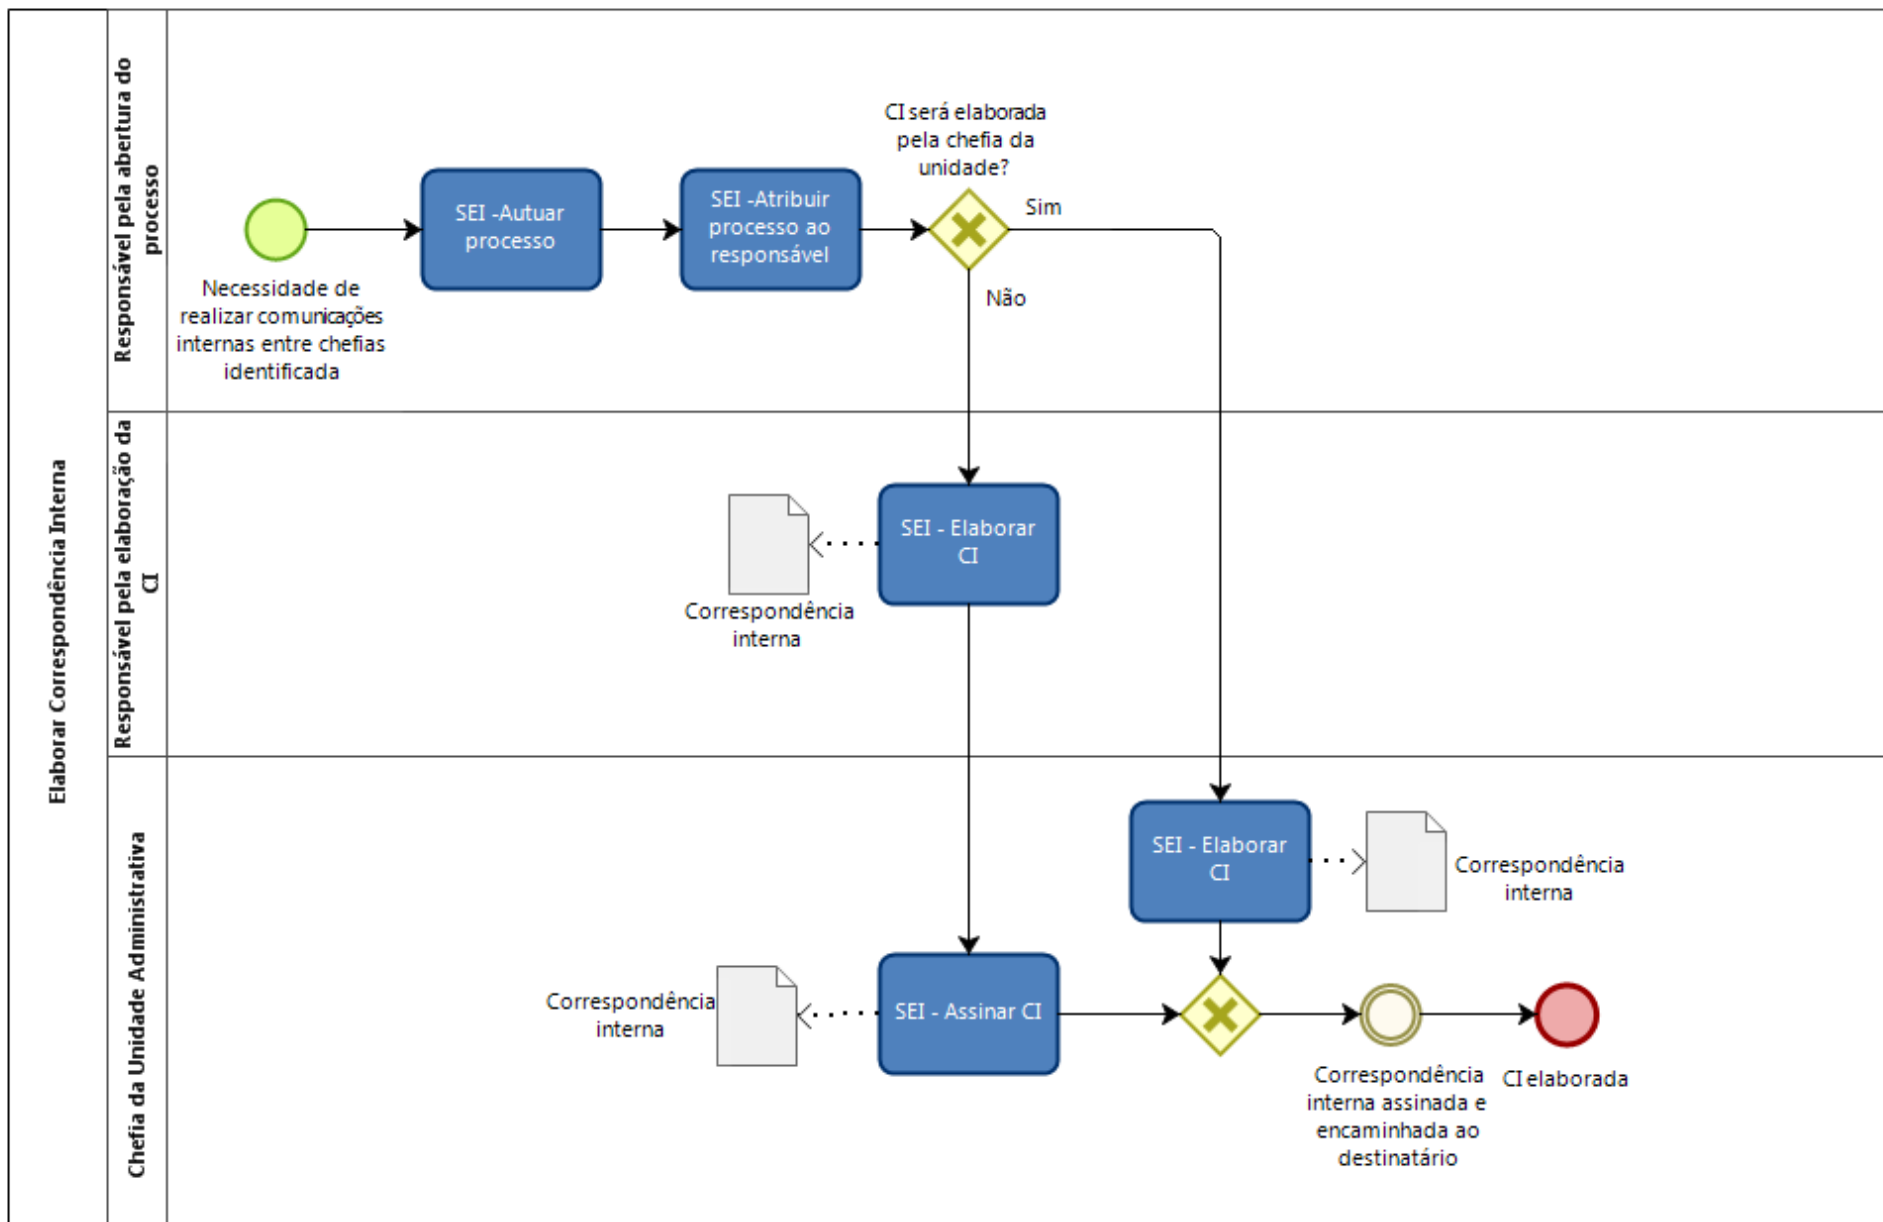 Elaborar Correspondência Interna
Responsável pela abertura do
processo
Necessidade de
realizar comunicações
internas entre chefias
identificada
SEI -Autuar
processo
SEI -Atribuir
processo ao
responsável
CI será elaborada
pela chefia da
unidade?
Sim
Não
Responsável pela elaboração da
CI
SEI - Elaborar
CI
Correspondência
interna
Chefia da Unidade Administrativa
SEI - Elaborar
CI
Correspondência
interna
Correspondência
interna
SEI - Assinar CI
Correspondência
interna assinada e
encaminhada ao
destinatário
CI elaborada